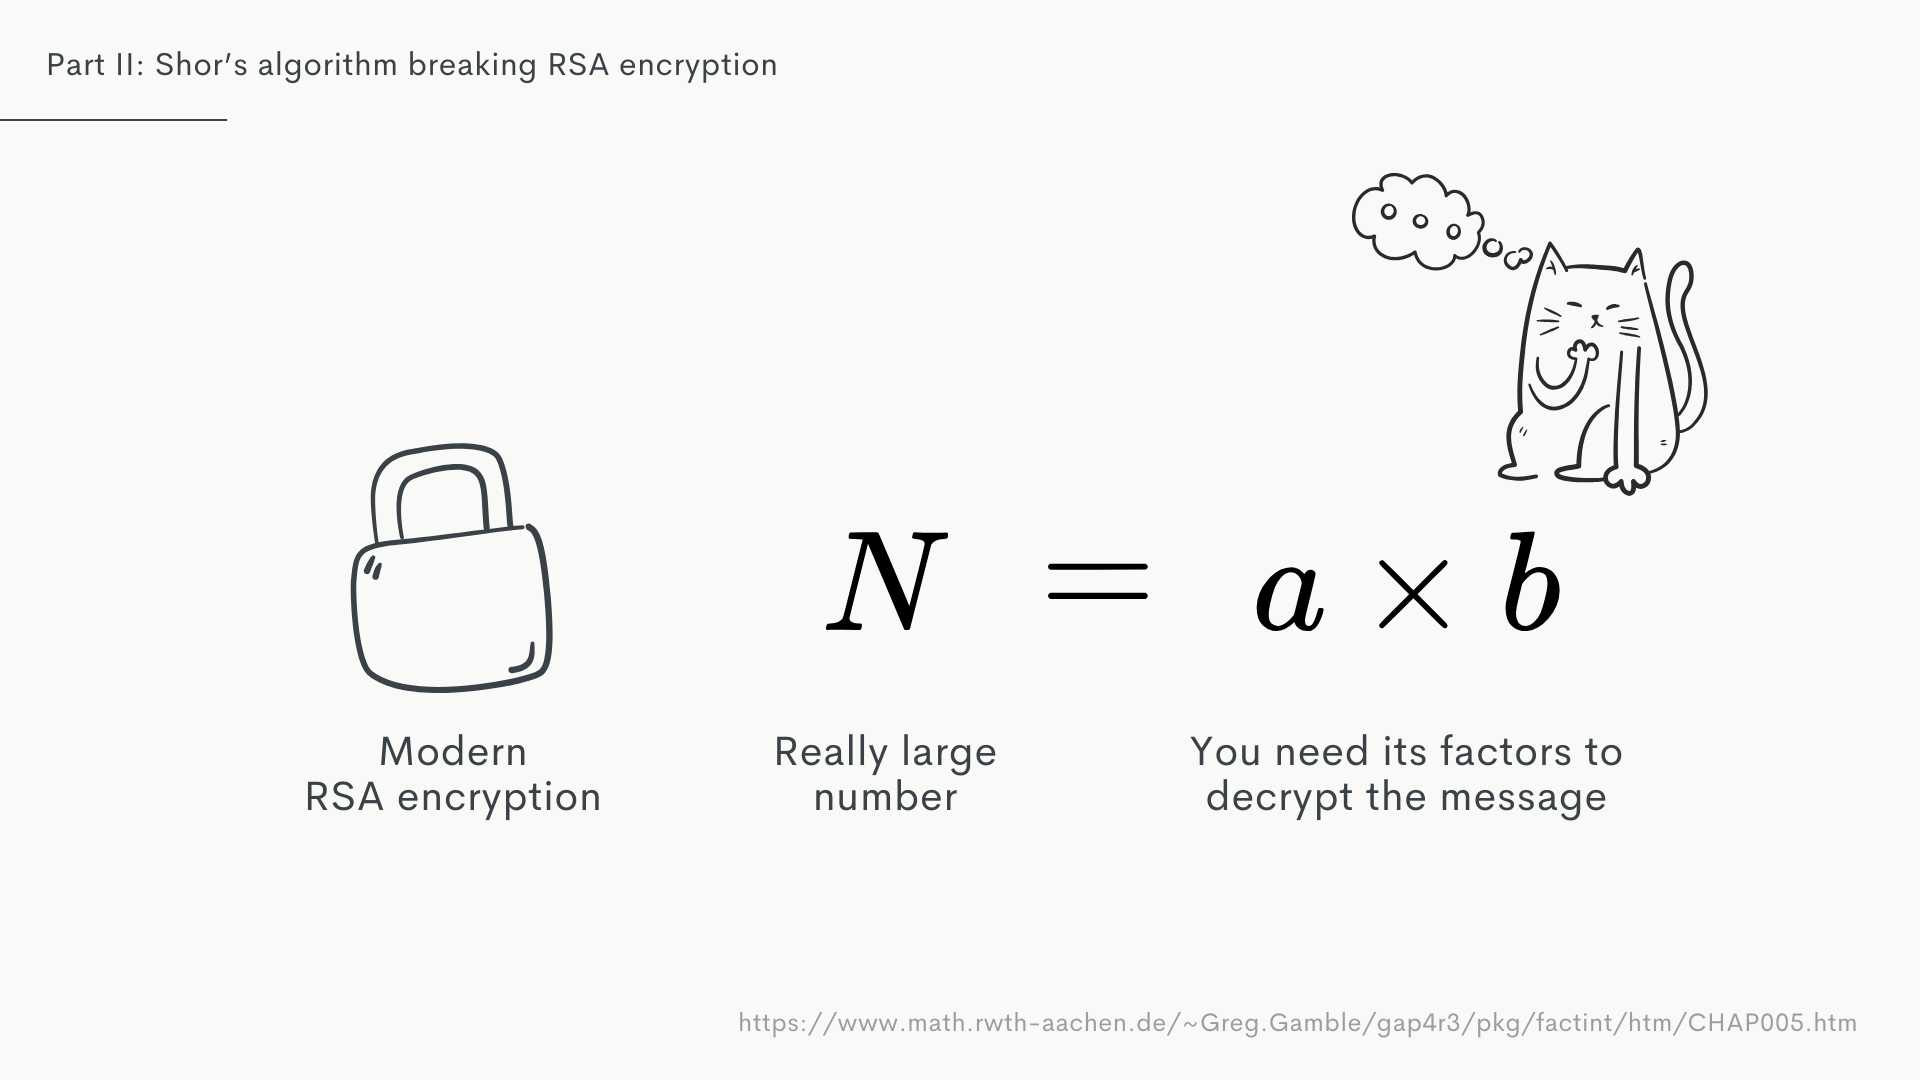 Part II: Shor’s algorithm breaking RSA encryption
N = a × b
Modern
RSA encryption
Really large
number
You need its factors to
decrypt the message
https://www.math.rwth-aachen.de/~Greg.Gamble/gap4r3/pkg/factint/htm/CHAP005.htm